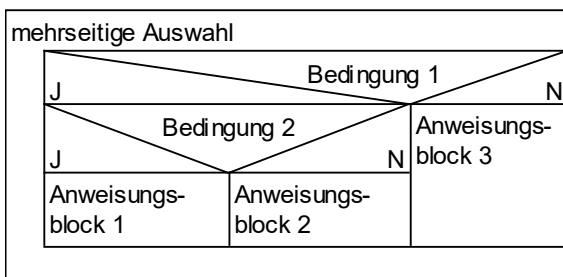 mehrseitige Auswahl
Bedingung 1
J N
Bedingung 2
J N
Anweisungs-
block 3
Anweisungs-
block 1
Anweisungs-
block 2